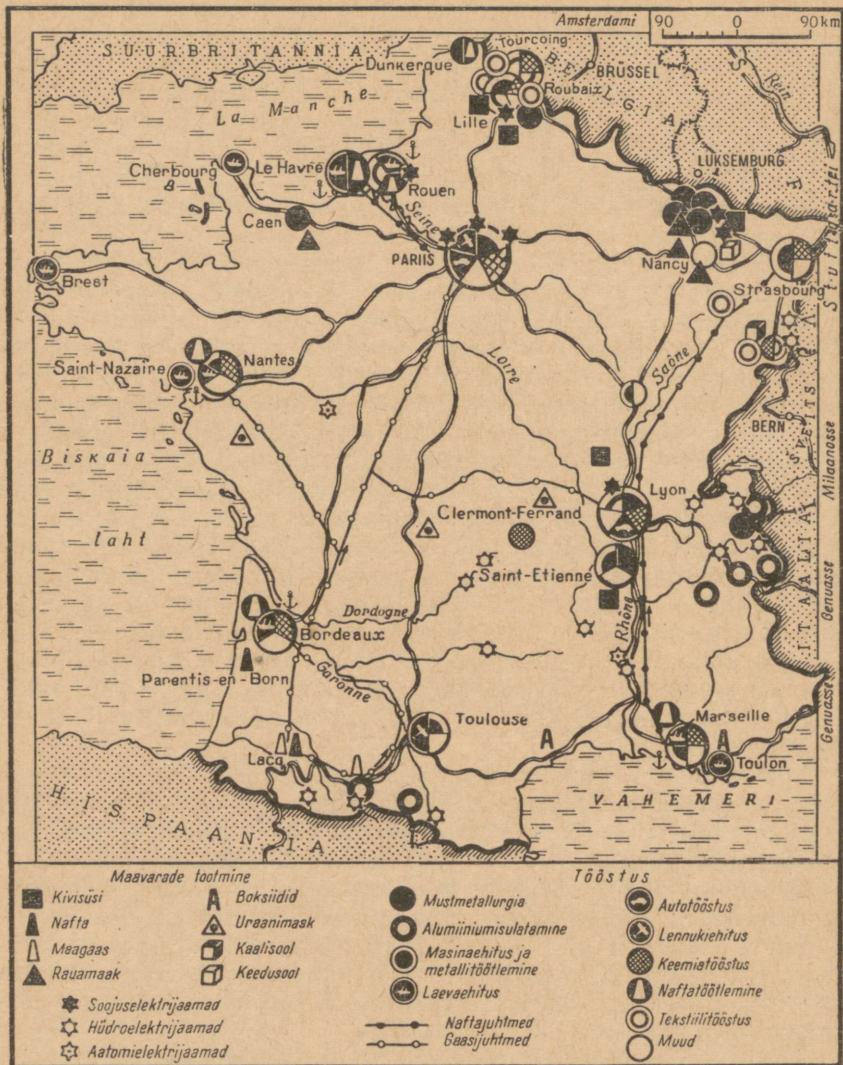 Amsterdami
90 0 90 km
SUURBRITANNIA
Tourcoing
Dunkerque
BELGIA
BRÜSSEL
Rein
La Manche
Roubaix
Lille
LUKSEMBURG
Cherbourg
Le Havre
Rouen
Stuttgarti
Caen
Seine
PARIIS
Nancy
Strasbourg
Brest
Saint-Nazaire
Nantes
Loire
Saône
BERN
SVEITS
Biskaia
laht
Milaanosse
Lyon
Clermont-Ferrand
ITAALIA
Saint-Etienne
Genuasse
Dordogne
Rhône
Bordeaux
Parentis-en-Born
Garonne
Genuasse
Toulouse
Marseille
Lacq
Toulon
VAHEMERI
HISPAANIA
Maavarade tootmine
Kivisüsi
Nafta
Maagaas
Rauamaak
Boksiidid
Uraanimaak
Kaalisool
Keedusool
Soojuselektrijaamad
Hüdroelektrijaamad
Aatomielektrijaamad
Tööstus
Mustmetallurgia
Alumiiniumisulatamine
Masinaehitus ja
metallitöötlemine
Laevaehitus
Naftajuhtmed
Gaasijuhtmed
Autotööstus
Lennukiehitus
Keemiatööstus
Naftatöötlemine
Tekstiilitööstus
Muud